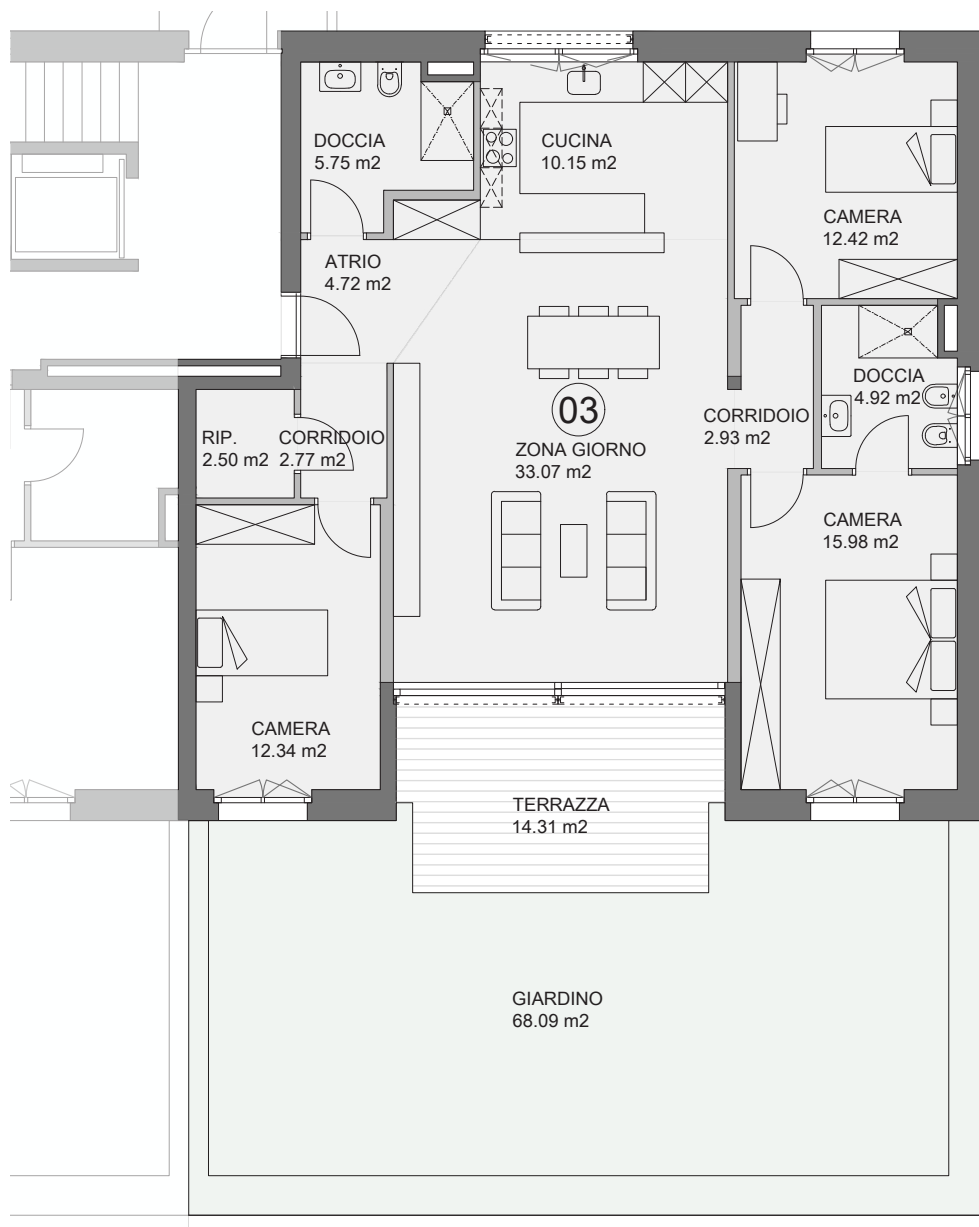 DOCCIA
5.75 m2
CUCINA
10.15 m2
CAMERA
12.42 m2
ATRIO
4.72 m2
DOCCIA
4.92 m2
03
ZONA GIORNO
33.07 m2
CORRIDOIO
2.93 m2
RIP.
2.50 m2
CORRIDOIO
2.77 m2
CAMERA
15.98 m2
CAMERA
12.34 m2
TERRAZZA
14.31 m2
GIARDINO
68.09 m2